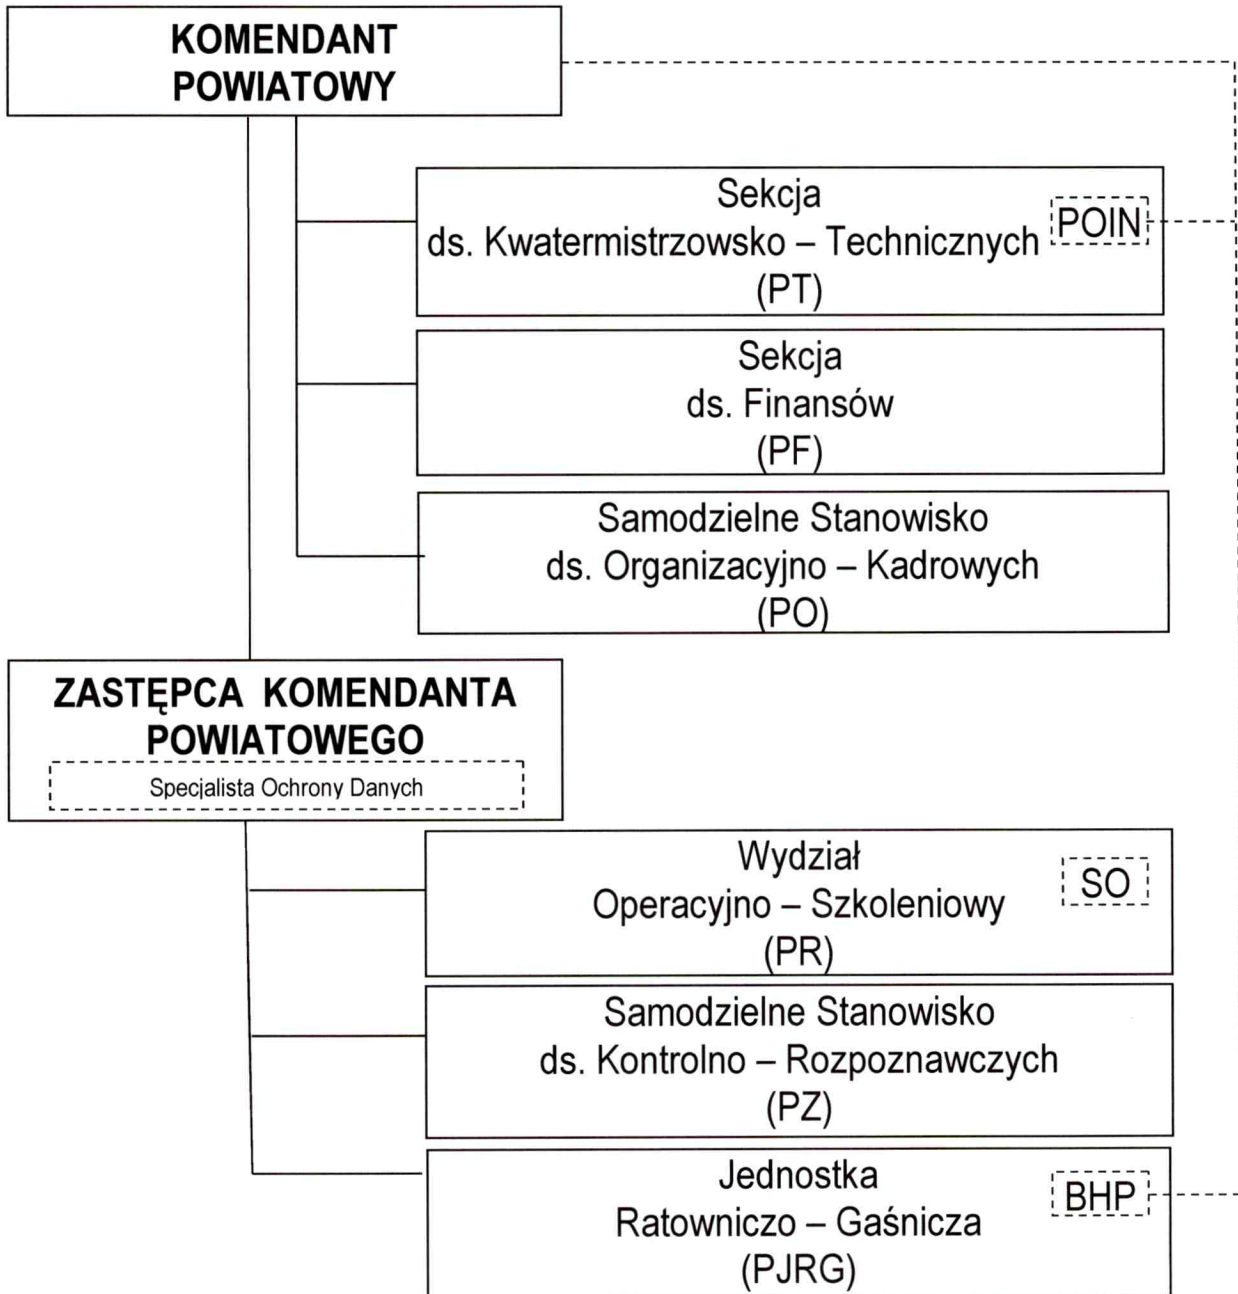 KOMENDANT
POWIATOWY
Sekcja
ds. Kwatermistrzowsko – Technicznych
(PT)
POIN
Sekcja
ds. Finansów
(PF)
Samodzielne Stanowisko
ds. Organizacyjno – Kadrowych
(PO)
ZASTĘPCA KOMENDANTA
POWIATOWEGO
Specjalista Ochrony Danych
Wydział
Operacyjno – Szkoleniowy
(PR)
SO
Samodzielne Stanowisko
ds. Kontrolno – Rozpoznawczych
(PZ)
Jednostka
Ratowniczo – Gaśnicza
(PJRG)
BHP